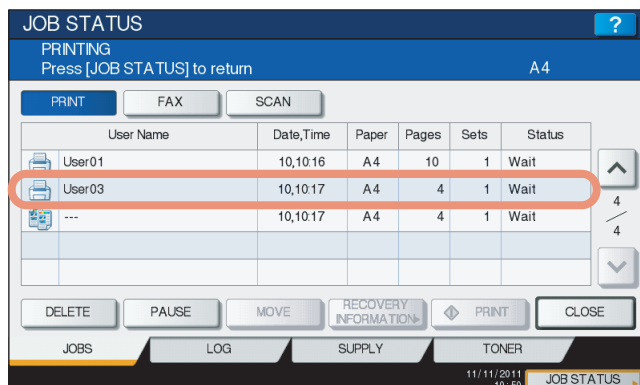 JOB STATUS ?
PRINTING
Press [JOB STATUS] to return A4
PRINT FAX SCAN
User Name Date,Time Paper Pages Sets Status
User01 10,10:16 A4 10 1 Wait
User03 10,10:17 A4 4 1 Wait
--- 10,10:17 A4 4 1 Wait
4
/
4
DELETE PAUSE MOVE RECOVERY INFORMATION PRINT CLOSE
JOBS LOG SUPPLY TONER
11/11/2011
JOB STATUS